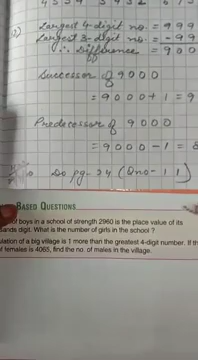 (2) Largest 4-digit no. = 999
Largest 3-digit no. = -99
∴ Difference = 900
Successor of 9000
= 9000+1 = 9
Predecessor of 9000
= 9000-1 = 8
Do pg-24 (Qno-11)
BASED QUESTIONS
of boys in a school of strength 2960 is the place value of its
sands digit. What is the number of girls in the school ?
ulation of a big village is 1 more than the greatest 4-digit number. If th
f females is 4065, find the no. of males in the village.